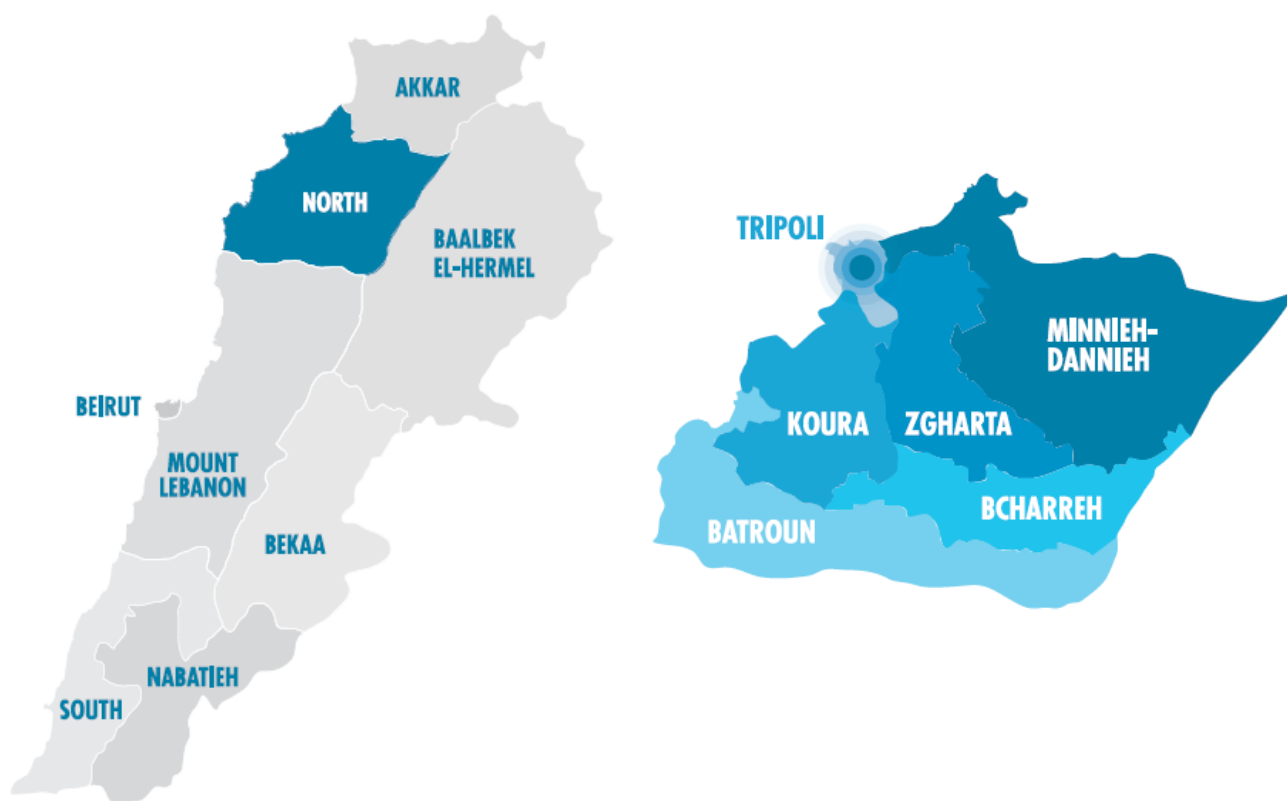 AKKAR
NORTH
BAALBEK
EL-HERMEL
BEIRUT
MOUNT
LEBANON
BEKAA
NABATIEH
SOUTH
TRIPOLI
MINNIEH-
DANNIEH
KOURA
ZGHARTA
BCHARREH
BATROUN